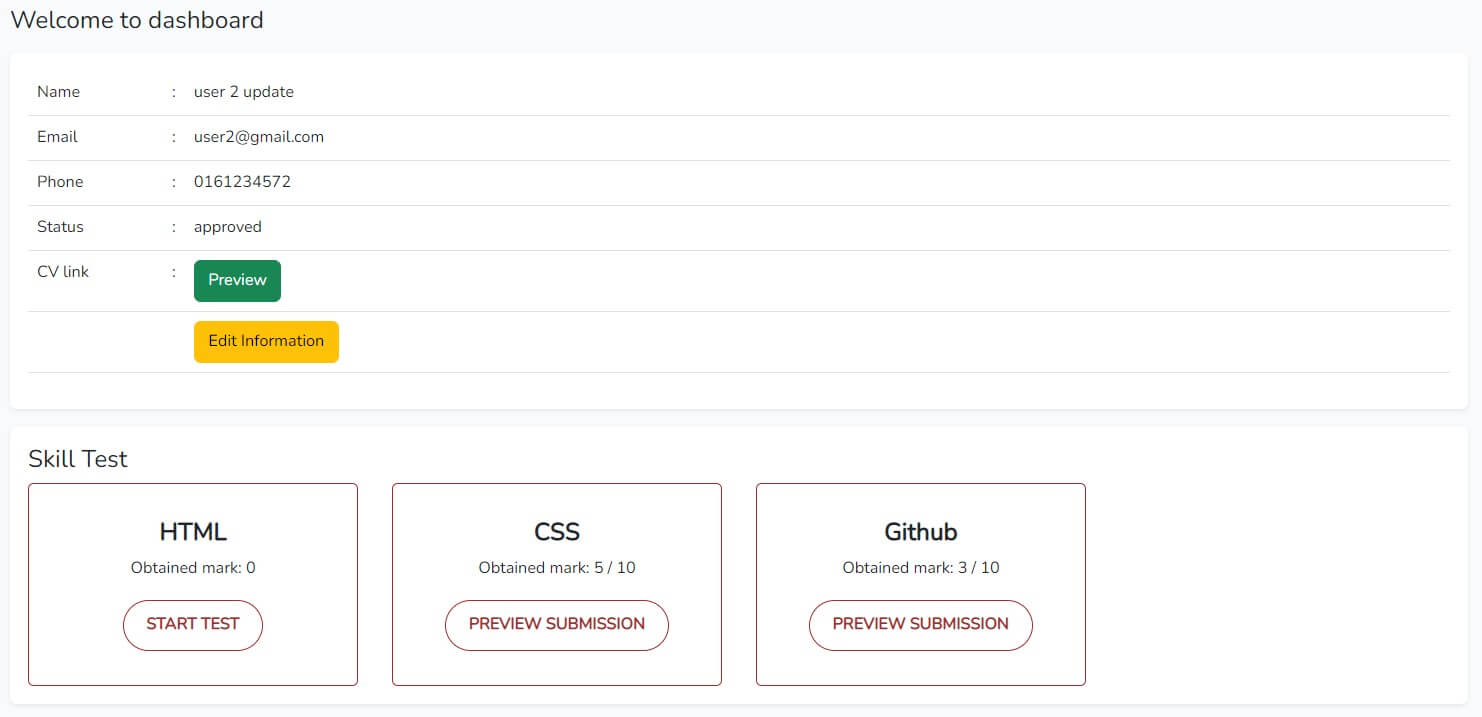 Welcome to dashboard
Name : user 2 update
Email : user2@gmail.com
Phone : 0161234572
Status : approved
CV link : Preview
Edit Information
Skill Test
HTML
Obtained mark: 0
START TEST
CSS
Obtained mark: 5 / 10
PREVIEW SUBMISSION
Github
Obtained mark: 3 / 10
PREVIEW SUBMISSION